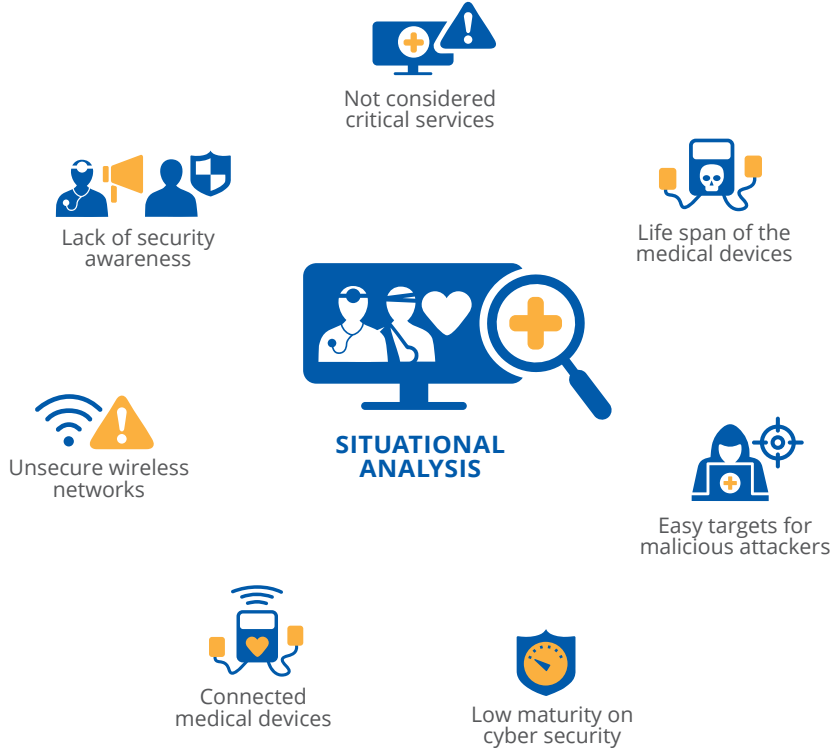 Not considered
critical services
Life span of the
medical devices
Lack of security
awareness
SITUATIONAL
ANALYSIS
Unsecure wireless
networks
Easy targets for
malicious attackers
Connected
medical devices
Low maturity on
cyber security